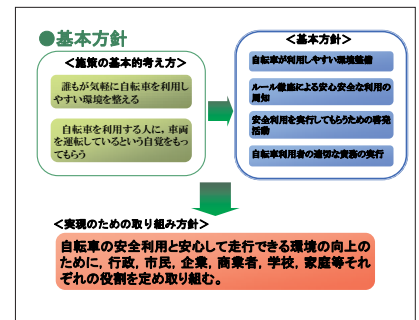 ●基本方針
＜施策の基本的考え方＞
誰もが気軽に自転車を利用し
やすい環境を整える
自転車を利用する人に，車両
を運転しているという自覚をもっ
てもらう
＜基本方針＞
自転車が利用しやすい環境整備
ルール徹底による安心安全な利用の
周知
安全利用を実行してもらうための啓発
活動
自転車利用者の適切な責務の実行
＜実現のための取り組み方針＞
自転車の安全利用と安心して走行できる環境の向上の
ために，行政，市民，企業，商業者，学校，家庭等それ
ぞれの役割を定め取り組む。